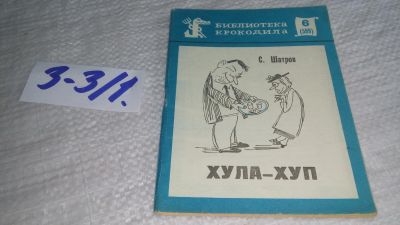 3-3/1.
БИБЛИОТЕКА
КРОКОДИЛА
6
С. Шатров
ХУЛА-ХУП